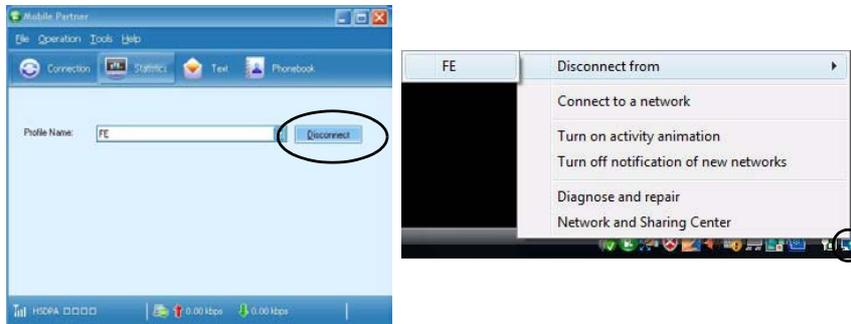 Mobile Partner
File Operation Tools Help
Connection Statistics Text Phonebook
Profile Name: FE Disconnect
HSDPA 0.00 kbps 0.00 kbps
FE Disconnect from
Connect to a network
Turn on activity animation
Turn off notification of new networks
Diagnose and repair
Network and Sharing Center